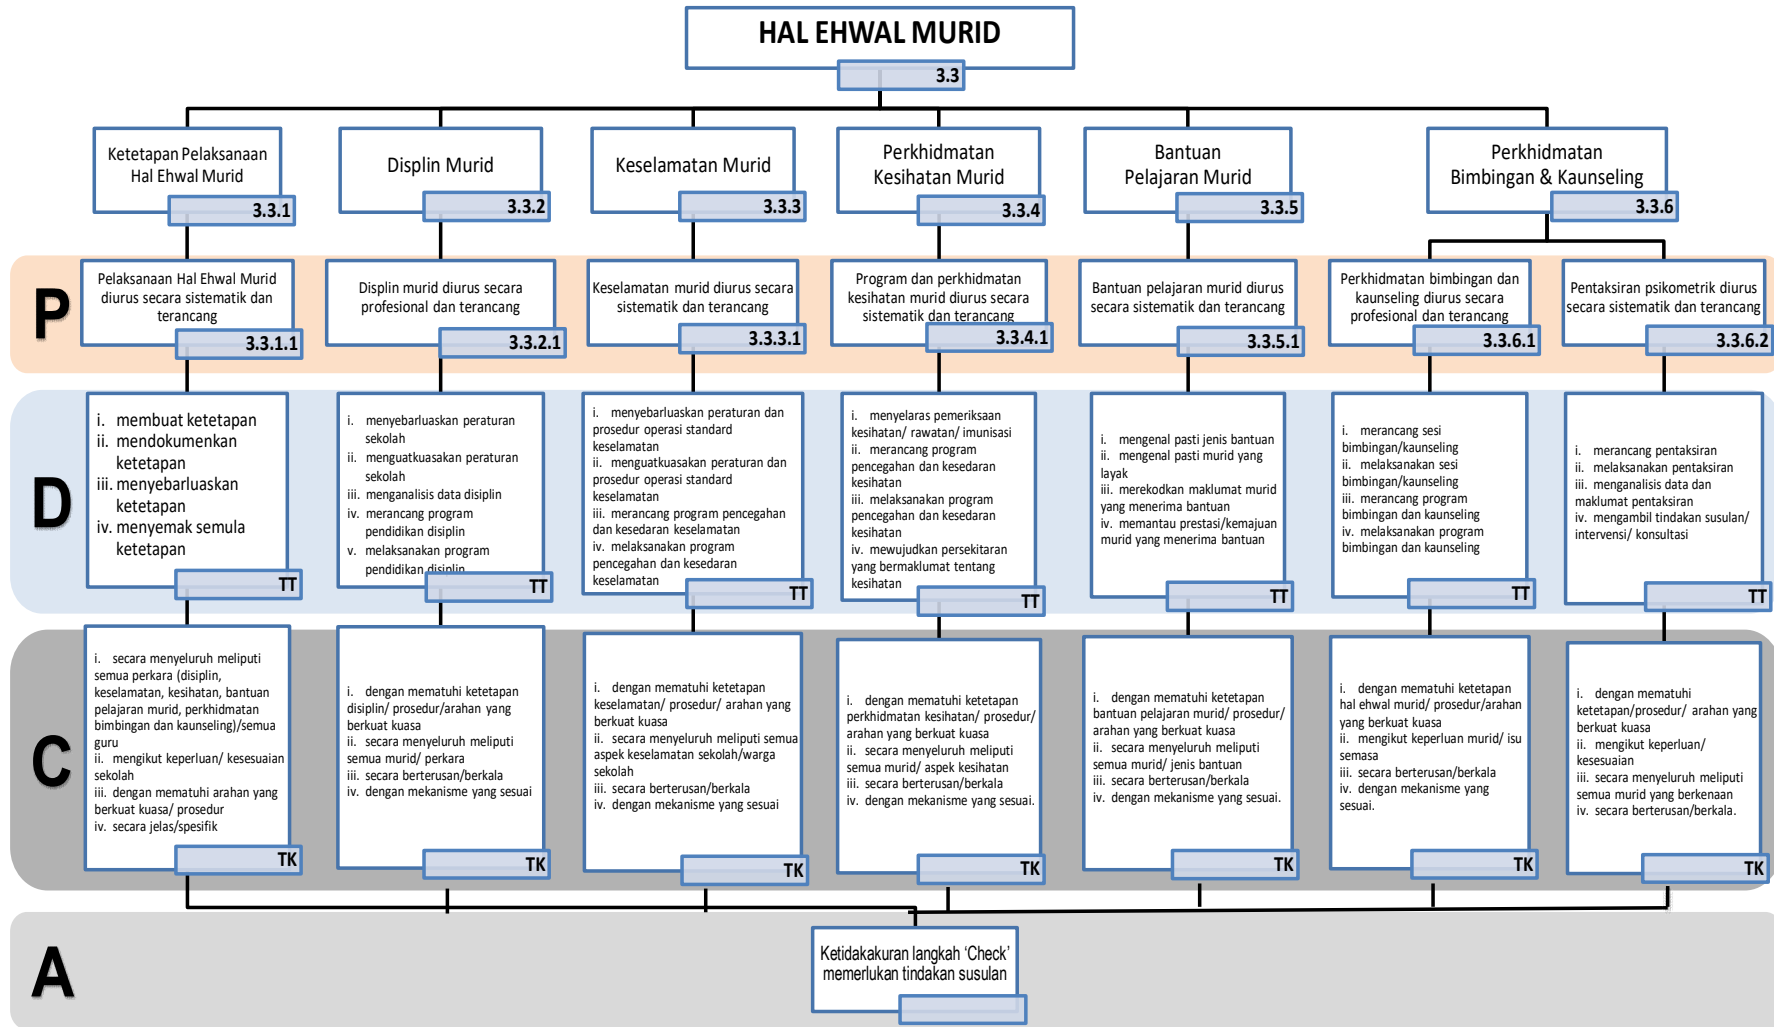 HAL EHWAL MURID
3.3
Ketetapan Pelaksanaan
Hal Ehwal Murid
3.3.1
Displin Murid
3.3.2
Keselamatan Murid
3.3.3
Perkhidmatan
Kesihatan Murid
3.3.4
Bantuan
Pelajaran Murid
3.3.5
Perkhidmatan
Bimbingan & Kaunseling
3.3.6
P
Pelaksanaan Hal Ehwal Murid
diurus secara sistematik dan
terancang
3.3.1.1
Displin murid diurus secara
profesional dan terancang
3.3.2.1
Keselamatan murid diurus secara
sistematik dan terancang
3.3.3.1
Program dan perkhidmatan
kesihatan murid diurus secara
sistematik dan terancang
3.3.4.1
Bantuan pelajaran murid diurus
secara sistematik dan terancang
3.3.5.1
Perkhidmatan bimbingan dan
kaunseling diurus secara
profesional dan terancang
3.3.6.1
Pentaksiran psikometrik diurus
secara sistematik dan terancang
3.3.6.2
D
i. membuat ketetapan
ii. mendokumenkan
ketetapan
iii. menyebarluaskan
ketetapan
iv. menyemak semula
ketetapan
TT
i. menyebarluaskan peraturan
sekolah
ii. menguatkuasakan peraturan
sekolah
iii. menganalisis data disiplin
iv. merancang program
pendidikan disiplin
v. melaksanakan program
pendidikan disiplin
TT
i. menyebarluaskan peraturan dan
prosedur operasi standard
keselamatan
ii. menguatkuasakan peraturan dan
prosedur operasi standard
keselamatan
iii. merancang program pencegahan
dan kesedaran keselamatan
iv. melaksanakan program
pencegahan dan kesedaran
keselamatan
TT
i. menyelaras pemeriksaan
kesihatan/ rawatan/ imunisasi
ii. merancang program
pencegahan dan kesedaran
kesihatan
iii. melaksanakan program
pencegahan dan kesedaran
kesihatan
iv. mewujudkan persekitaran
yang bermaklumat tentang
kesihatan
TT
i. mengenal pasti jenis bantuan
ii. mengenal pasti murid yang
layak
iii. merekodkan maklumat murid
yang menerima bantuan
iv. memantau prestasi/kemajuan
murid yang menerima bantuan
TT
i. merancang sesi
bimbingan/kaunseling
ii. melaksanakan sesi
bimbingan/kaunseling
iii. merancang program
bimbingan dan kaunseling
iv. melaksanakan program
bimbingan dan kaunseling
TT
i. merancang pentaksiran
ii. melaksanakan pentaksiran
iii. menganalisis data dan
maklumat pentaksiran
iv. mengambil tindakan susulan/
intervensi/ konsultasi
TT
C
i. secara menyeluruh meliputi
semua perkara (disiplin,
keselamatan, kesihatan, bantuan
pelajaran murid, perkhidmatan
bimbingan dan kaunseling)/semua
guru
ii. mengikut keperluan/ kesesuaian
sekolah
iii. dengan mematuhi arahan yang
berkuat kuasa/ prosedur
iv. secara jelas/spesifik
TK
i. dengan mematuhi ketetapan
disiplin/ prosedur/arahan yang
berkuat kuasa
ii. secara menyeluruh meliputi
semua murid/ perkara
iii. secara berterusan/berkala
iv. dengan mekanisme yang sesuai
TK
i. dengan mematuhi ketetapan
keselamatan/ prosedur/ arahan yang
berkuat kuasa
ii. secara menyeluruh meliputi semua
aspek keselamatan sekolah/warga
sekolah
iii. secara berterusan/berkala
iv. dengan mekanisme yang sesuai
TK
i. dengan mematuhi ketetapan
perkhidmatan kesihatan/ prosedur/
arahan yang berkuat kuasa
ii. secara menyeluruh meliputi
semua murid/ aspek kesihatan
iii. secara berterusan/berkala
iv. dengan mekanisme yang sesuai.
TK
i. dengan mematuhi ketetapan
bantuan pelajaran murid/ prosedur/
arahan yang berkuat kuasa
ii. secara menyeluruh meliputi
semua murid/ jenis bantuan
iii. secara berterusan/berkala
iv. dengan mekanisme yang sesuai.
TK
i. dengan mematuhi ketetapan
hal ehwal murid/ prosedur/arahan
yang berkuat kuasa
ii. mengikut keperluan murid/ isu
semasa
iii. secara berterusan/berkala
iv. dengan mekanisme yang
sesuai.
TK
i. dengan mematuhi
ketetapan/prosedur/ arahan yang
berkuat kuasa
ii. mengikut keperluan/
kesesuaian
iii. secara menyeluruh meliputi
semua murid yang berkenaan
iv. secara berterusan/berkala.
TK
A
Ketidakakuran langkah ‘Check’
memerlukan tindakan susulan